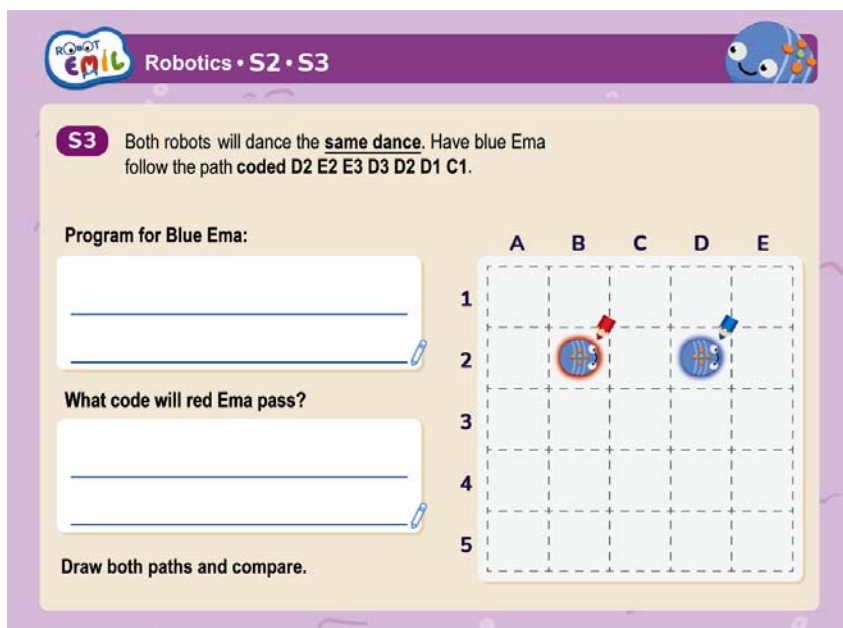 ROBOT
EMIL
Robotics • S2 • S3
S3
Both robots will dance the same dance. Have blue Ema
follow the path coded D2 E2 E3 D3 D2 D1 C1.
Program for Blue Ema:
What code will red Ema pass?
Draw both paths and compare.
A B C D E
1
2
3
4
5